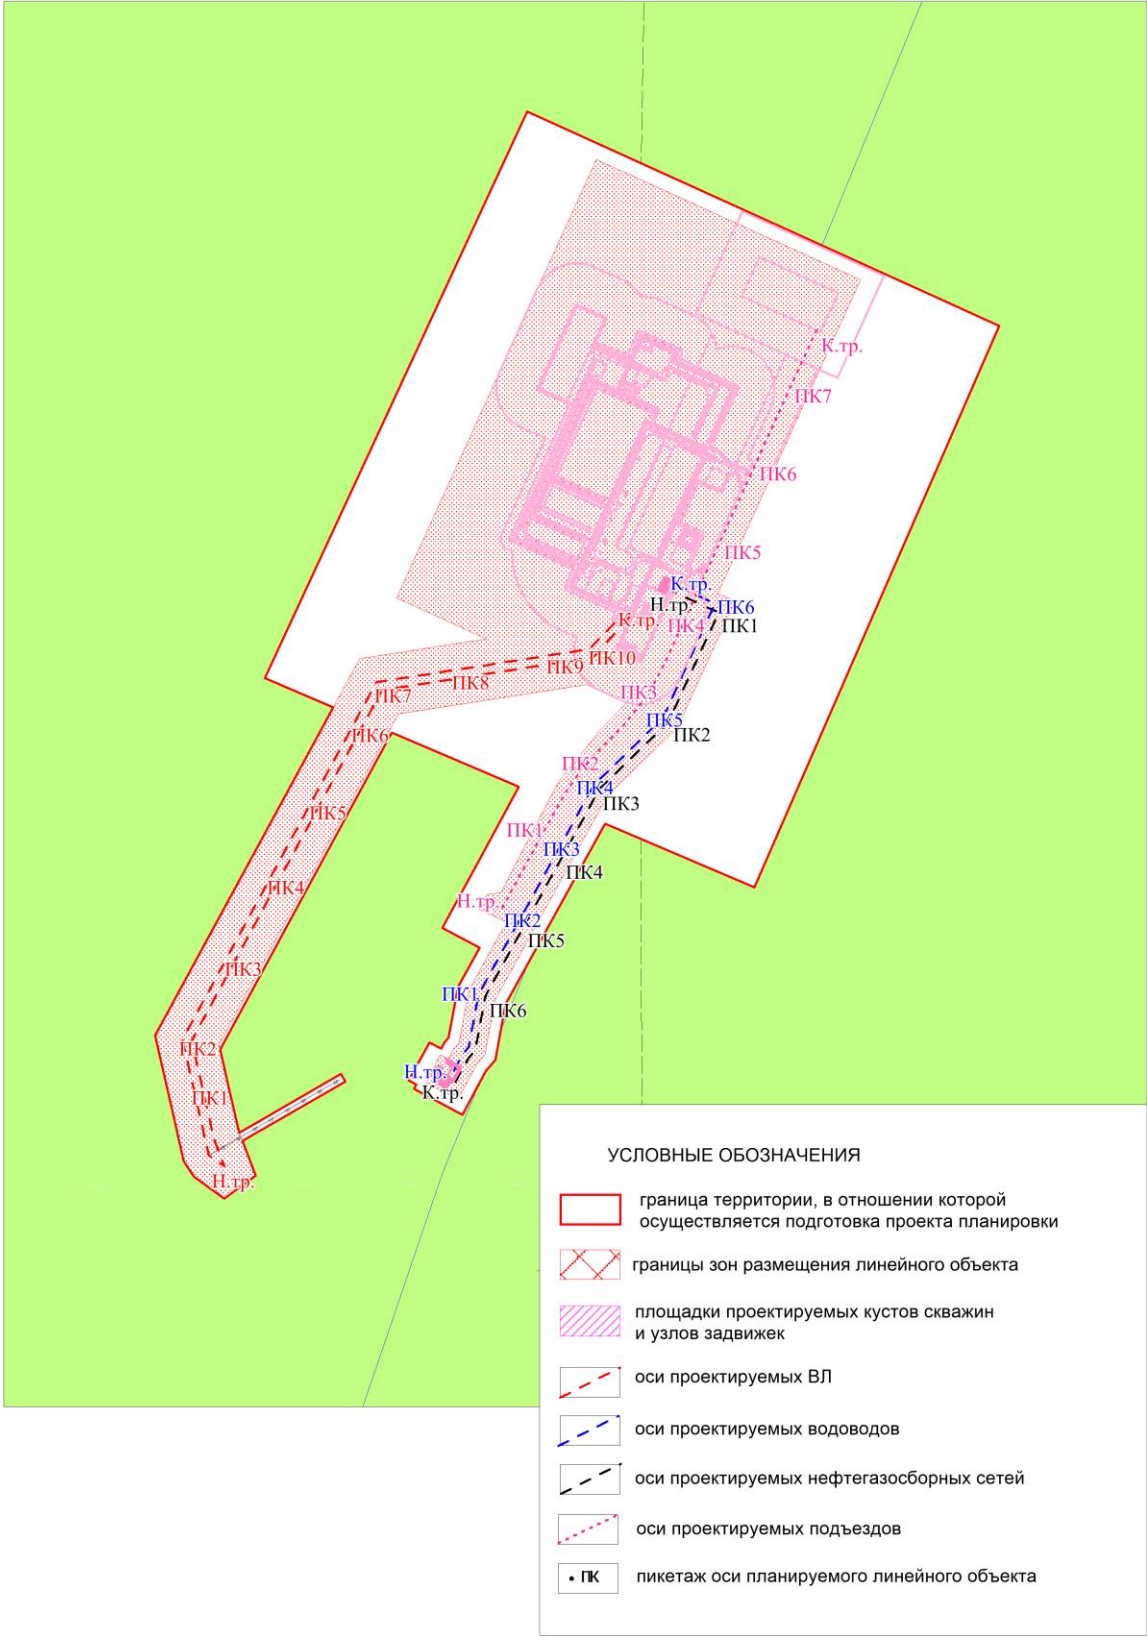 К.тр.
ПК7
ПК6
ПК5
К.тр.
Н.тр.
ПК6
К.тр.
ПК4
ПК1
ПК10
ПК9
ПК8
ПК7
ПК3
ПК5
ПК2
ПК6
ПК2
ПК4
ПК3
ПК5
ПК1
ПК3
ПК4
ПК4
Н.тр.
ПК2
ПК5
ПК3
ПК1
ПК6
ПК2
Н.тр.
К.тр.
ПК1
Н.тр.
УСЛОВНЫЕ ОБОЗНАЧЕНИЯ
граница территории, в отношении которой
осуществляется подготовка проекта планировки
границы зон размещения линейного объекта
площадки проектируемых кустов скважин
и узлов задвижек
оси проектируемых ВЛ
оси проектируемых водоводов
оси проектируемых нефтегазосборных сетей
оси проектируемых подъездов
ПК
пикетаж оси планируемого линейного объекта